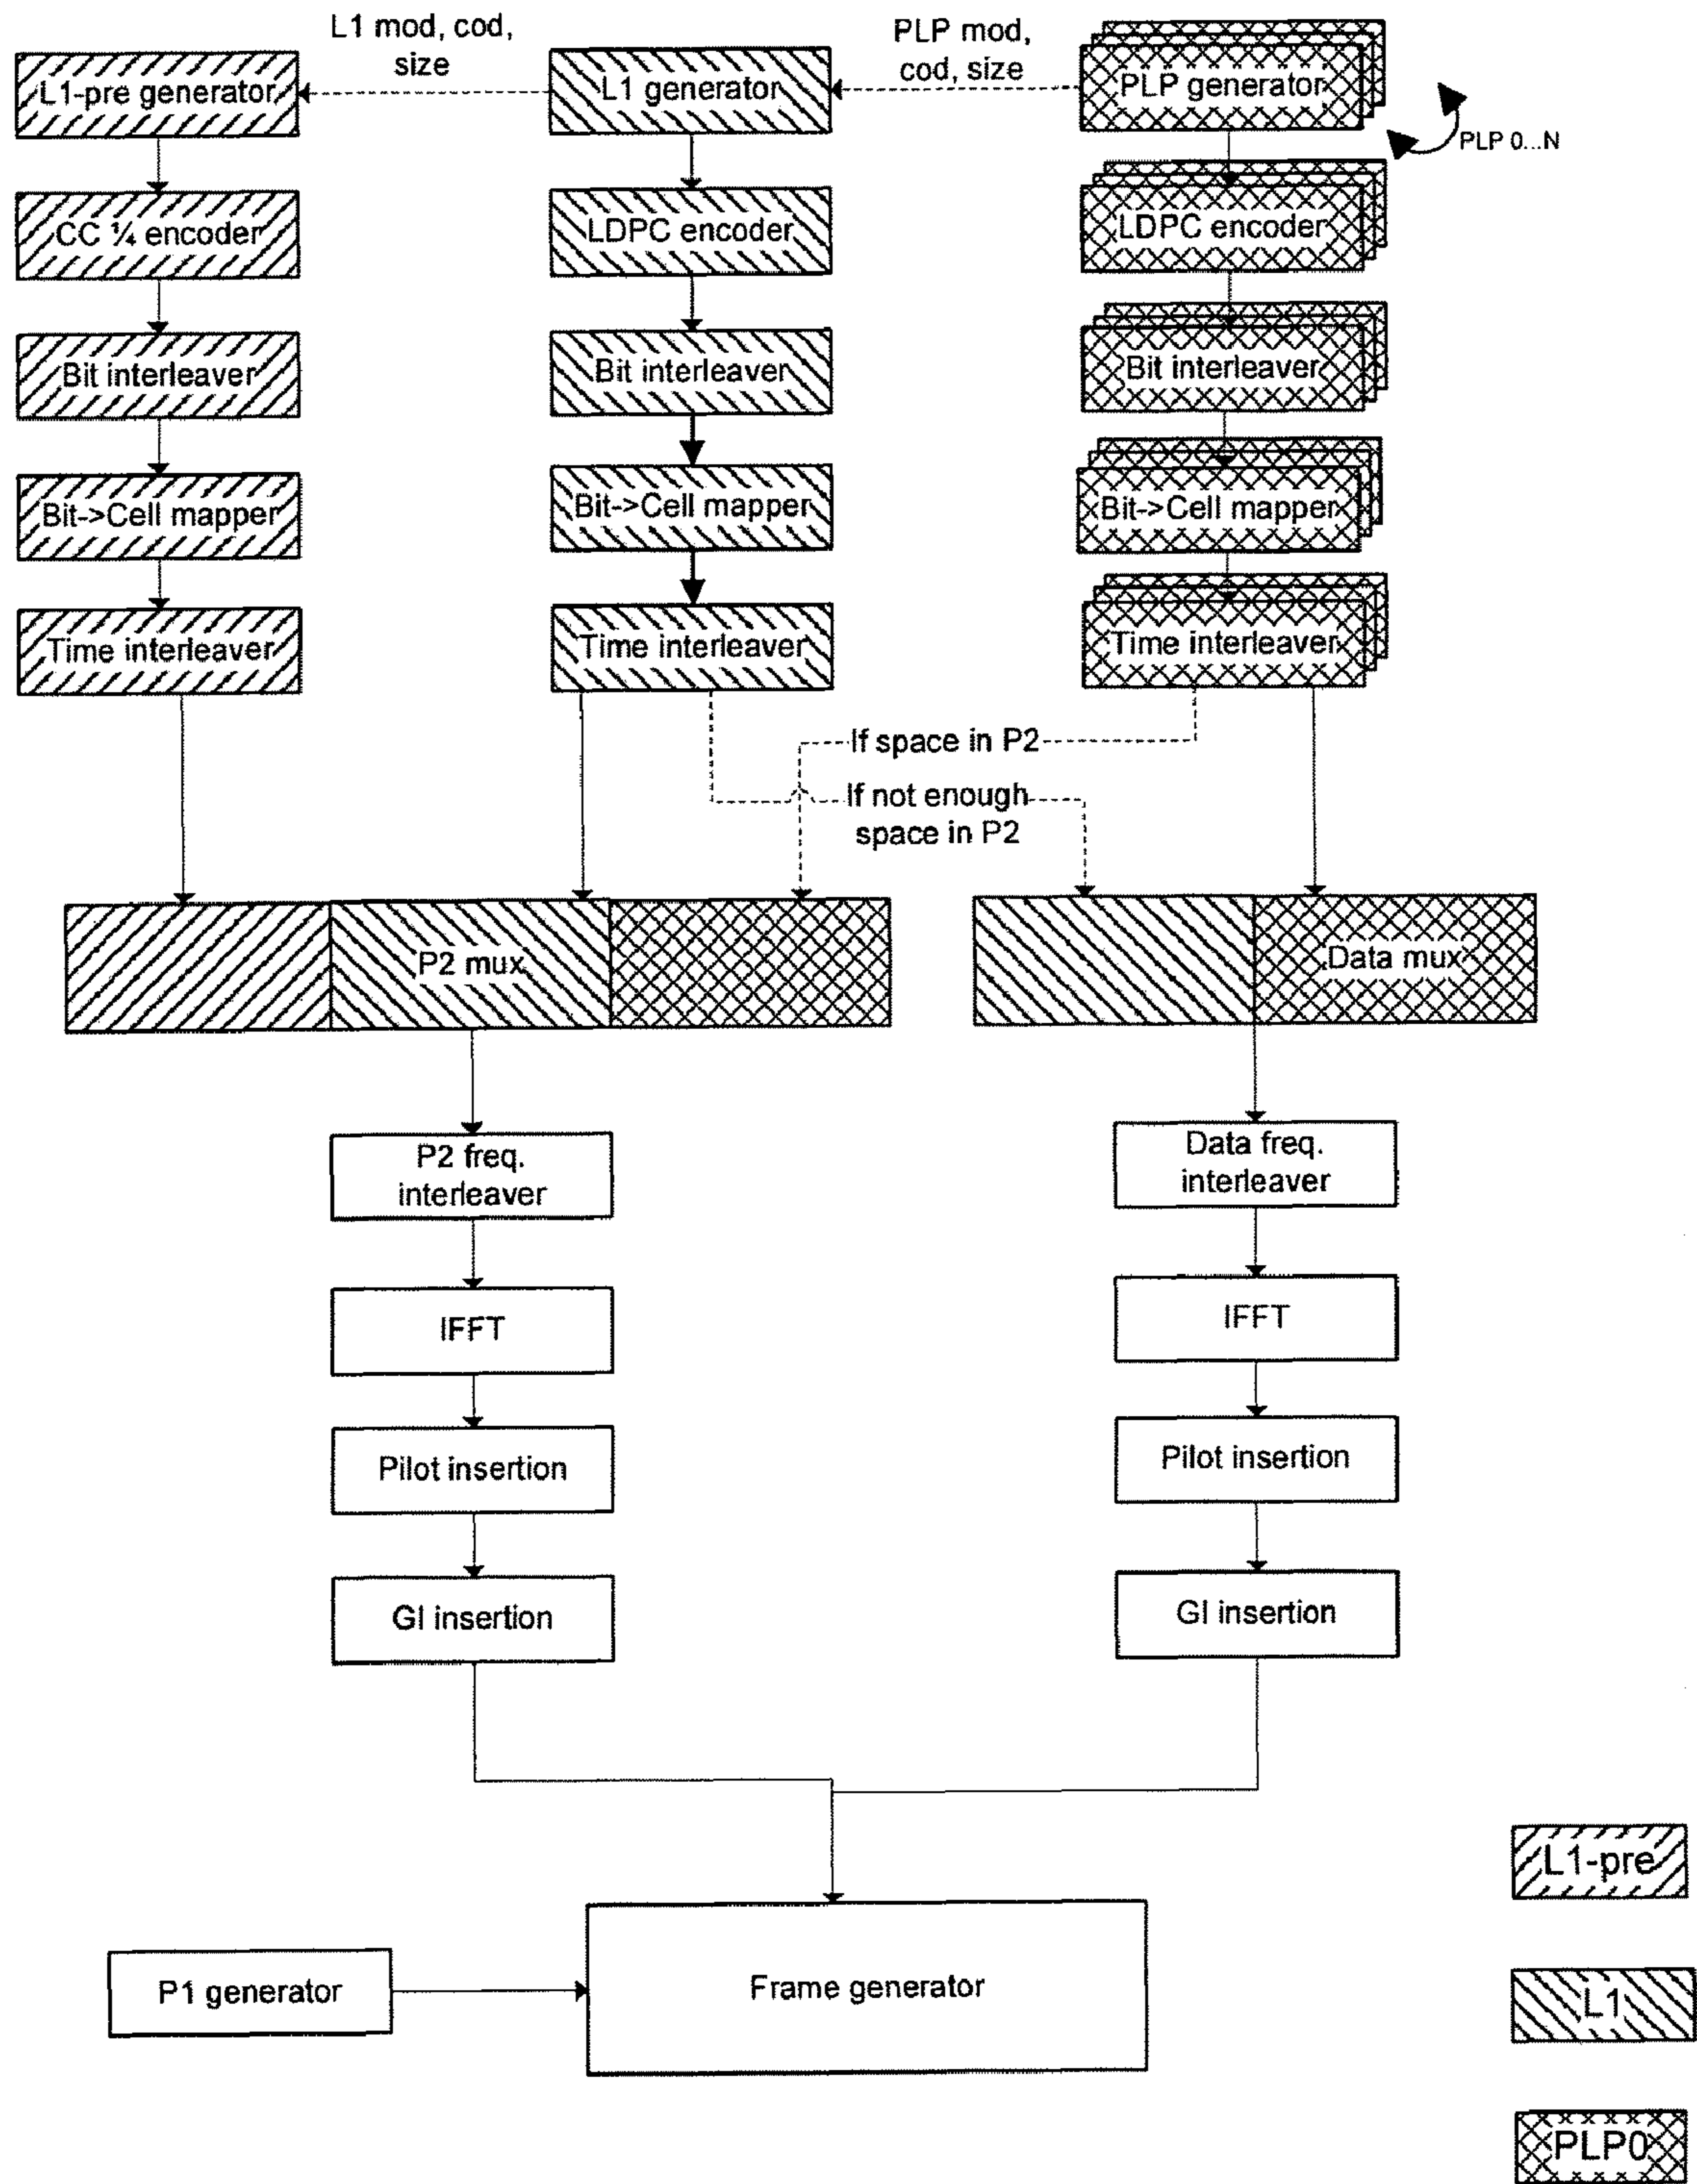 L1 mod, cod,
size
PLP mod,
cod, size
L1-pre generator
L1 generator
PLP generator
PLP 0...N
CC ¼ encoder
LDPC encoder
LDPC encoder
Bit interleaver
Bit interleaver
Bit interleaver
Bit->Cell mapper
Bit->Cell mapper
Bit->Cell mapper
Time interleaver
Time interleaver
Time interleaver
If space in P2
If not enough
space in P2
P2 mux
Data mux
P2 freq.
interleaver
Data freq.
interleaver
IFFT
IFFT
Pilot insertion
Pilot insertion
GI insertion
GI insertion
L1-pre
P1 generator
Frame generator
L1
PLP0